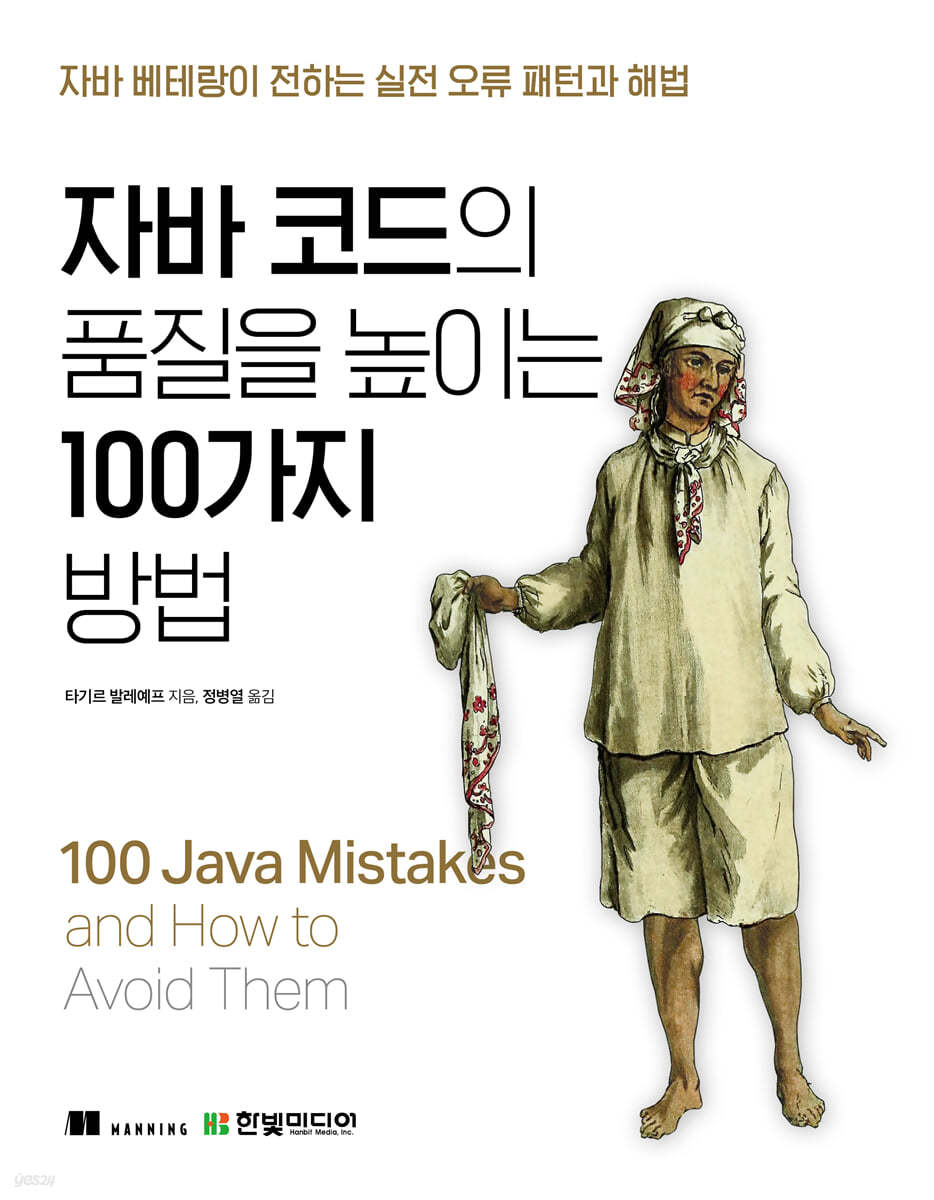 자바 베테랑이 전하는 실전 오류 패턴과 해법
자바 코드의
품질을 높이는
100가지
방법
타기르 발레예프 지음, 정병열 옮김
100 Java Mistakes
and How to
Avoid Them
MANNING
HB 한빛미디어
Hanbit Media, Inc.
yes24